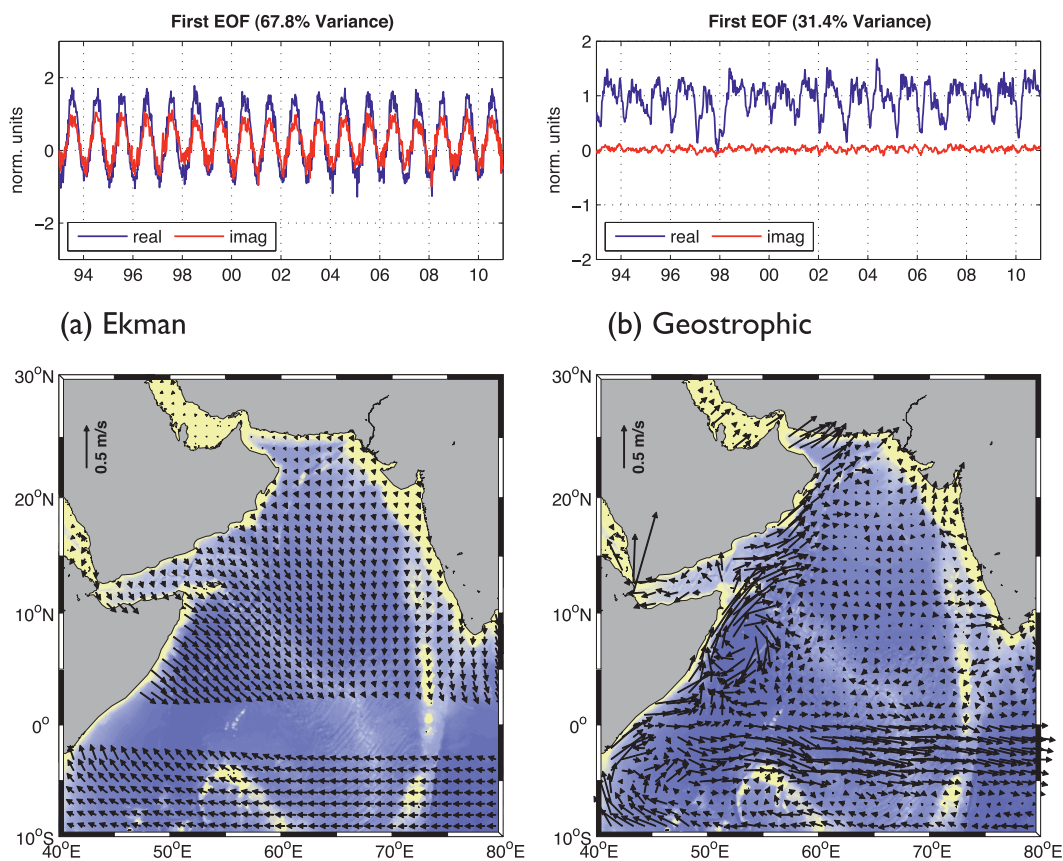 First EOF (67.8% Variance)
norm. units
2
0
−2
real
imag
94 96 98 00 02 04 06 08 10
First EOF (31.4% Variance)
norm. units
2
1
0
−1
−2
real
imag
94 96 98 00 02 04 06 08 10
(a) Ekman
(b) Geostrophic
30°N
20°N
10°N
0°
10°S
0.5 m/s
40°E 50°E 60°E 70°E 80°E
30°N
20°N
10°N
0°
10°S
0.5 m/s
40°E 50°E 60°E 70°E 80°E